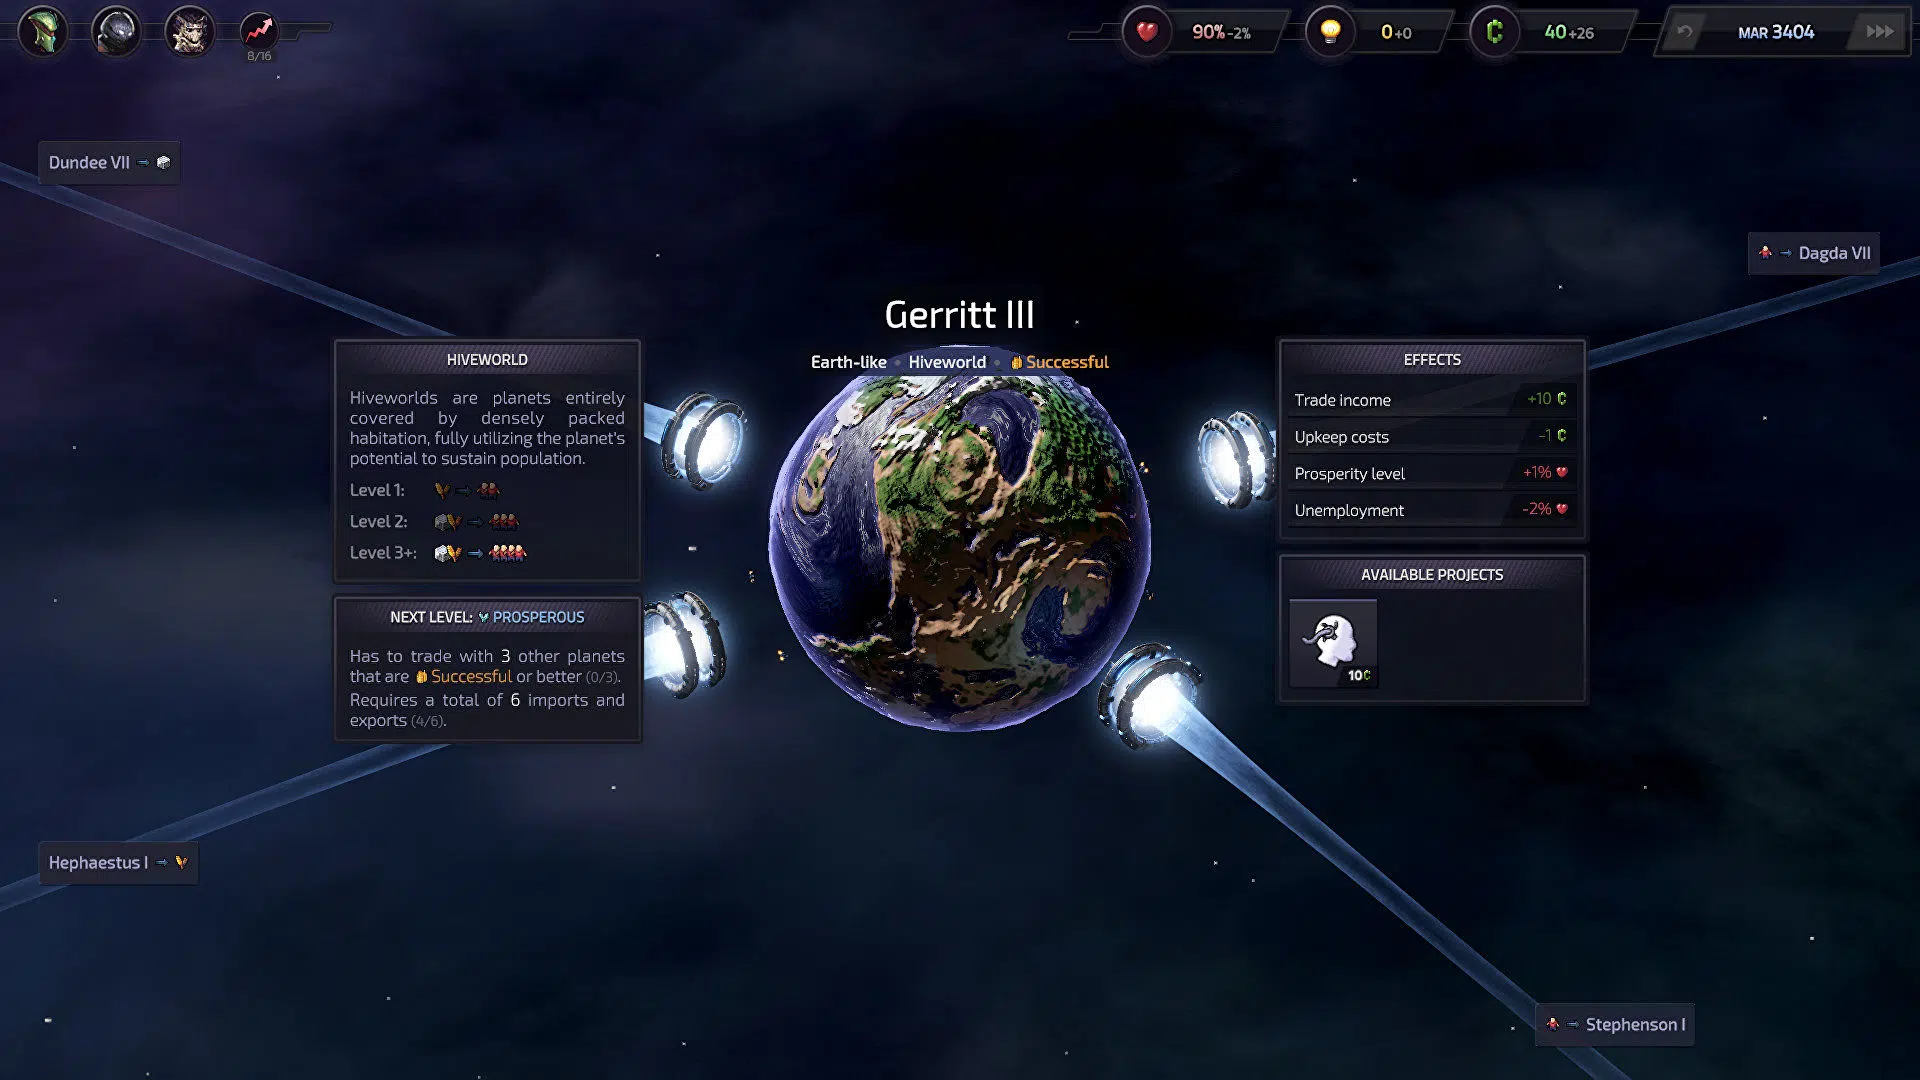 8/16
90% -2%
0 +0
40 +26
MAR 3404
Dundee VII
Dagda VII
Gerritt III
Earth-like • Hiveworld • Successful
HIVEWORLD
Hiveworlds are planets entirely
covered by densely packed
habitation, fully utilizing the planet's
potential to sustain population.
Level 1:
Level 2:
Level 3+:
NEXT LEVEL: PROSPEROUS
Has to trade with 3 other planets
that are Successful or better (0/3).
Requires a total of 6 imports and
exports (4/6).
EFFECTS
Trade income +10
Upkeep costs -1
Prosperity level +1%
Unemployment -2%
AVAILABLE PROJECTS
10
Hephaestus I
Stephenson I